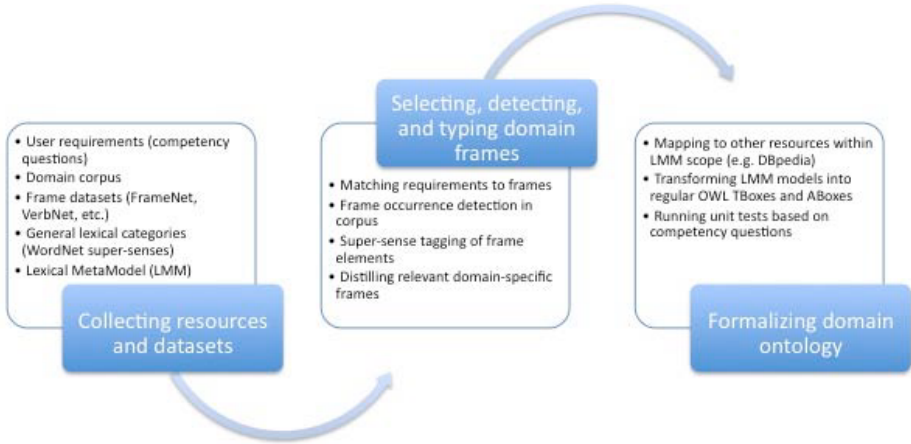 • User requirements (competency
questions)
• Domain corpus
• Frame datasets (FrameNet,
VerbNet, etc.)
• General lexical categories
(WordNet super-senses)
• Lexical MetaModel (LMM)
Collecting resources
and datasets
Selecting, detecting,
and typing domain
frames
• Matching requirements to frames
• Frame occurrence detection in
corpus
• Super-sense tagging of frame
elements
• Distilling relevant domain-specific
frames
• Mapping to other resources within
LMM scope (e.g. DBpedia)
• Transforming LMM models into
regular OWL TBoxes and ABoxes
• Running unit tests based on
competency questions
Formalizing domain
ontology